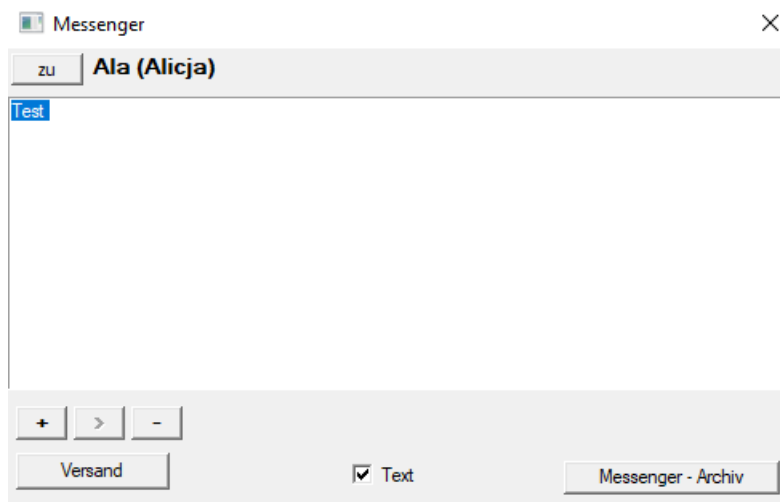 Messenger
zu Ala (Alicja)
Test
+ > -
Versand Text Messenger - Archiv